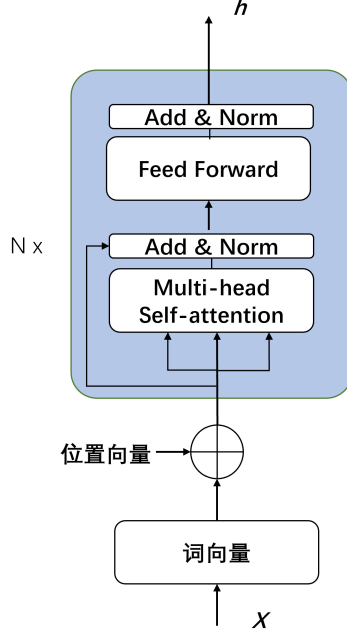 h
Add & Norm
Feed Forward
N x
Add & Norm
Multi-head
Self-attention
位置向量
词向量
X